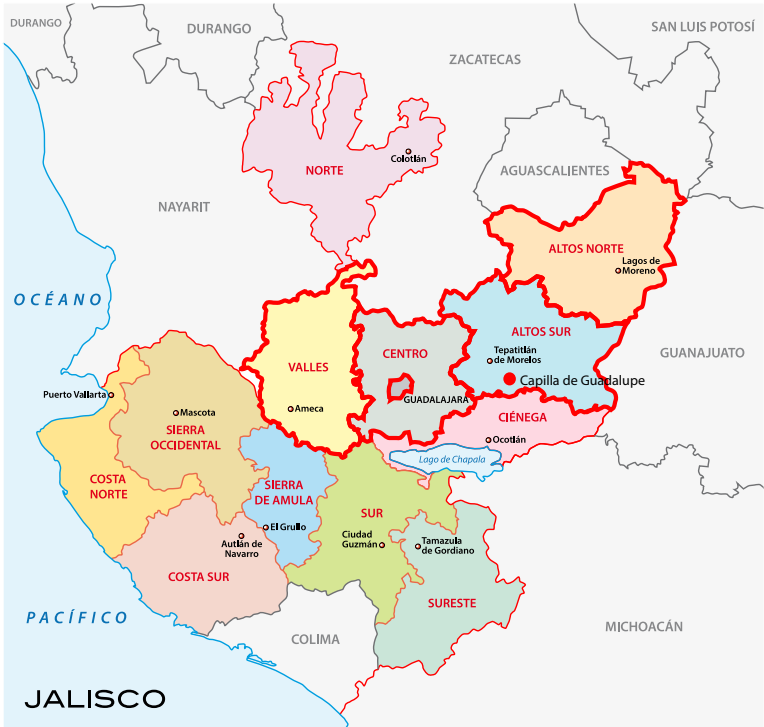 DURANGO
DURANGO
SAN LUIS POTOSÍ
ZACATECAS
Colotlán
NORTE
AGUASCALIENTES
NAYARIT
ALTOS NORTE
Lagos de
Moreno
OCÉANO
ALTOS SUR
CENTRO
VALLES
Tepatitlán
de Morelos
GUANAJUATO
Capilla de Guadalupe
Puerto Vallarta
GUADALAJARA
Ameca
Mascota
CIÉNEGA
SIERRA
OCCIDENTAL
Ocotlán
Lago de Chapala
COSTA
NORTE
SIERRA
DE AMULA
SUR
El Grullo
Autlán de
Navarro
Ciudad
Guzmán
Tamazula
de Gordiano
COSTA SUR
SURESTE
PACÍFICO
COLIMA
MICHOACÁN
JALISCO